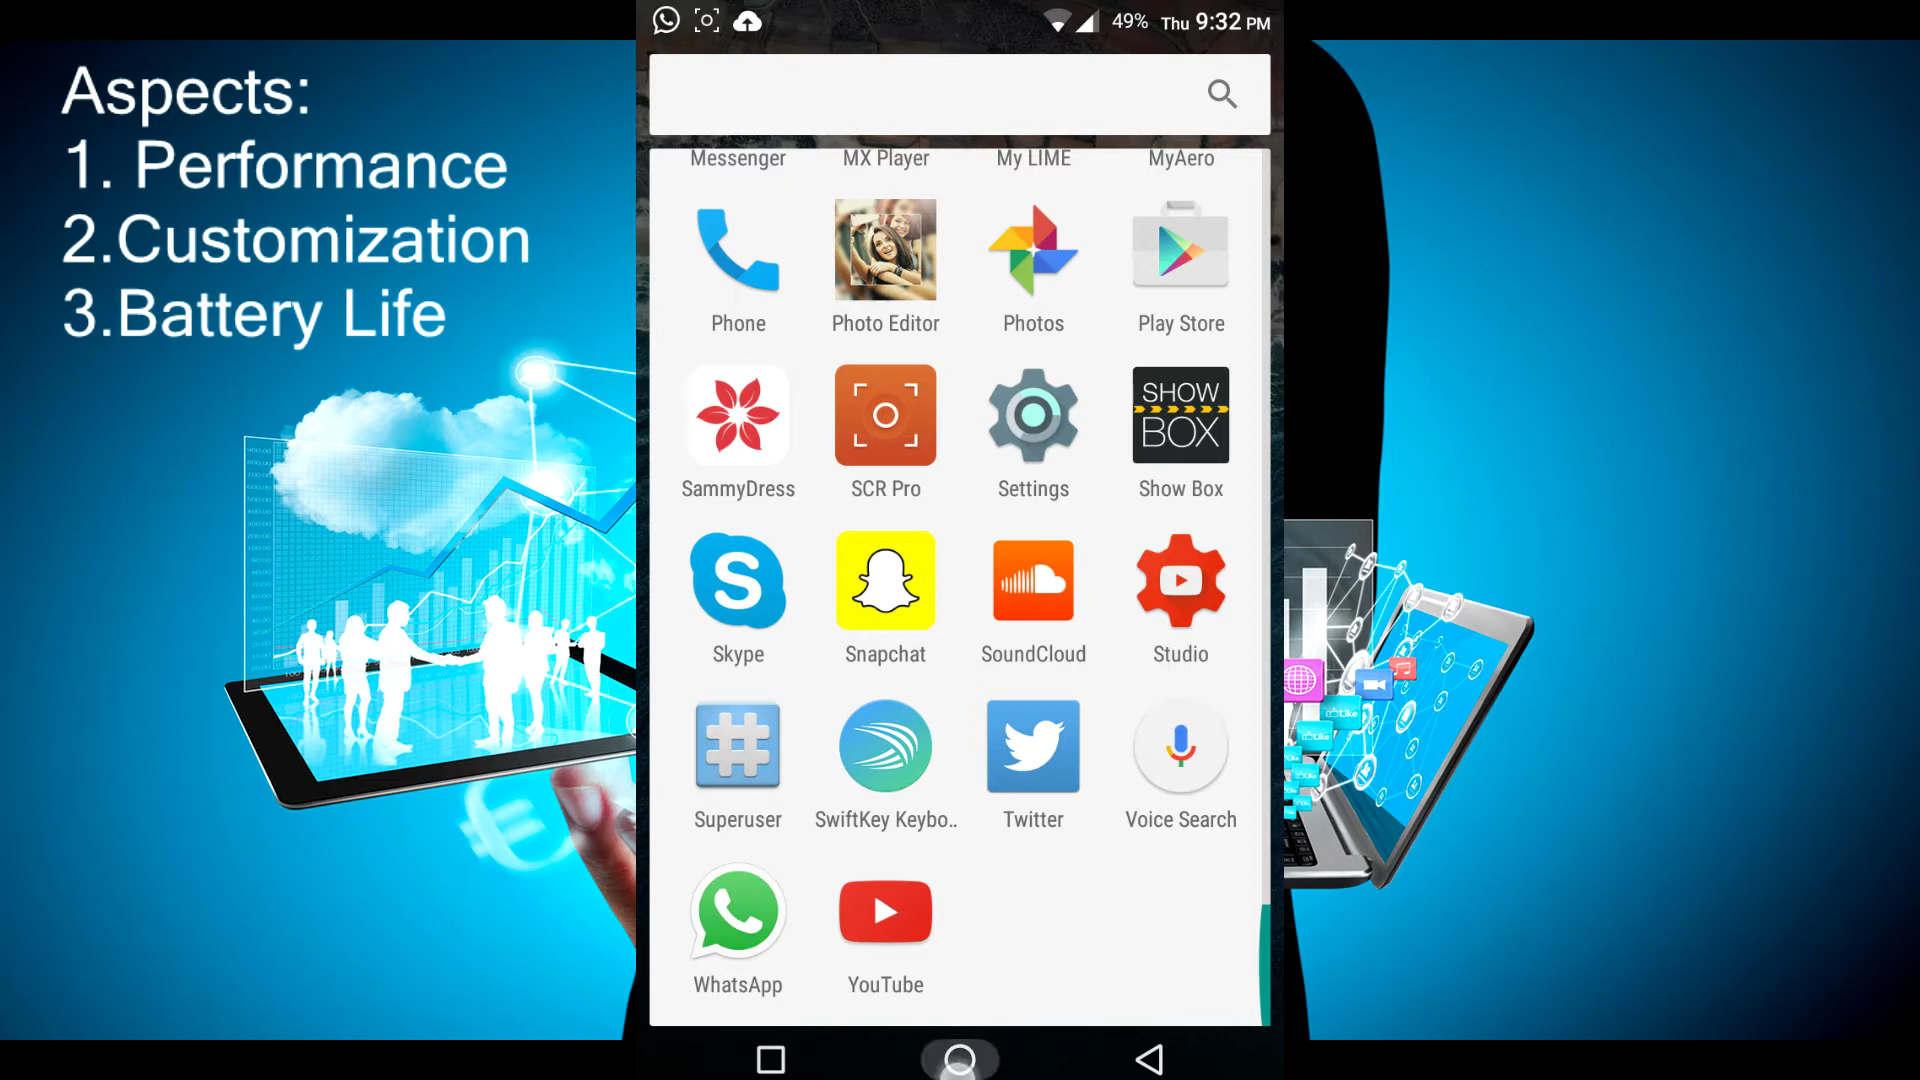 Aspects:
1. Performance
2.Customization
3.Battery Life
49% Thu 9:32 PM
Messenger MX Player My LIME MyAero
Phone Photo Editor Photos Play Store
SHOW
BOX
SammyDress SCR Pro Settings Show Box
Skype Snapchat SoundCloud Studio
Superuser SwiftKey Keybo.. Twitter Voice Search
WhatsApp YouTube
Like
Like